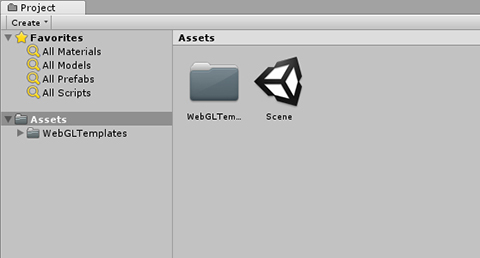 Project
Create
Favorites
All Materials
All Models
All Prefabs
All Scripts
Assets
WebGLTemplates
Assets
WebGLTem...
Scene